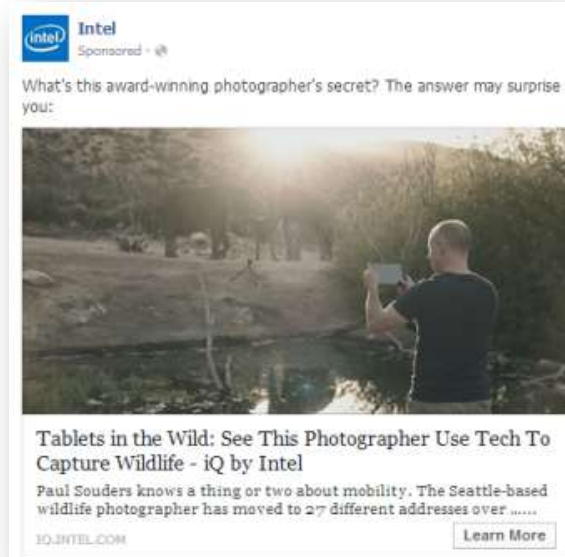 intel
Intel
Sponsored ·
What's this award-winning photographer's secret? The answer may surprise
you:
Tablets in the Wild: See This Photographer Use Tech To
Capture Wildlife - iQ by Intel
Paul Souders knows a thing or two about mobility. The Seattle-based
wildlife photographer has moved to 27 different addresses over ......
IQ.INTEL.COM
Learn More